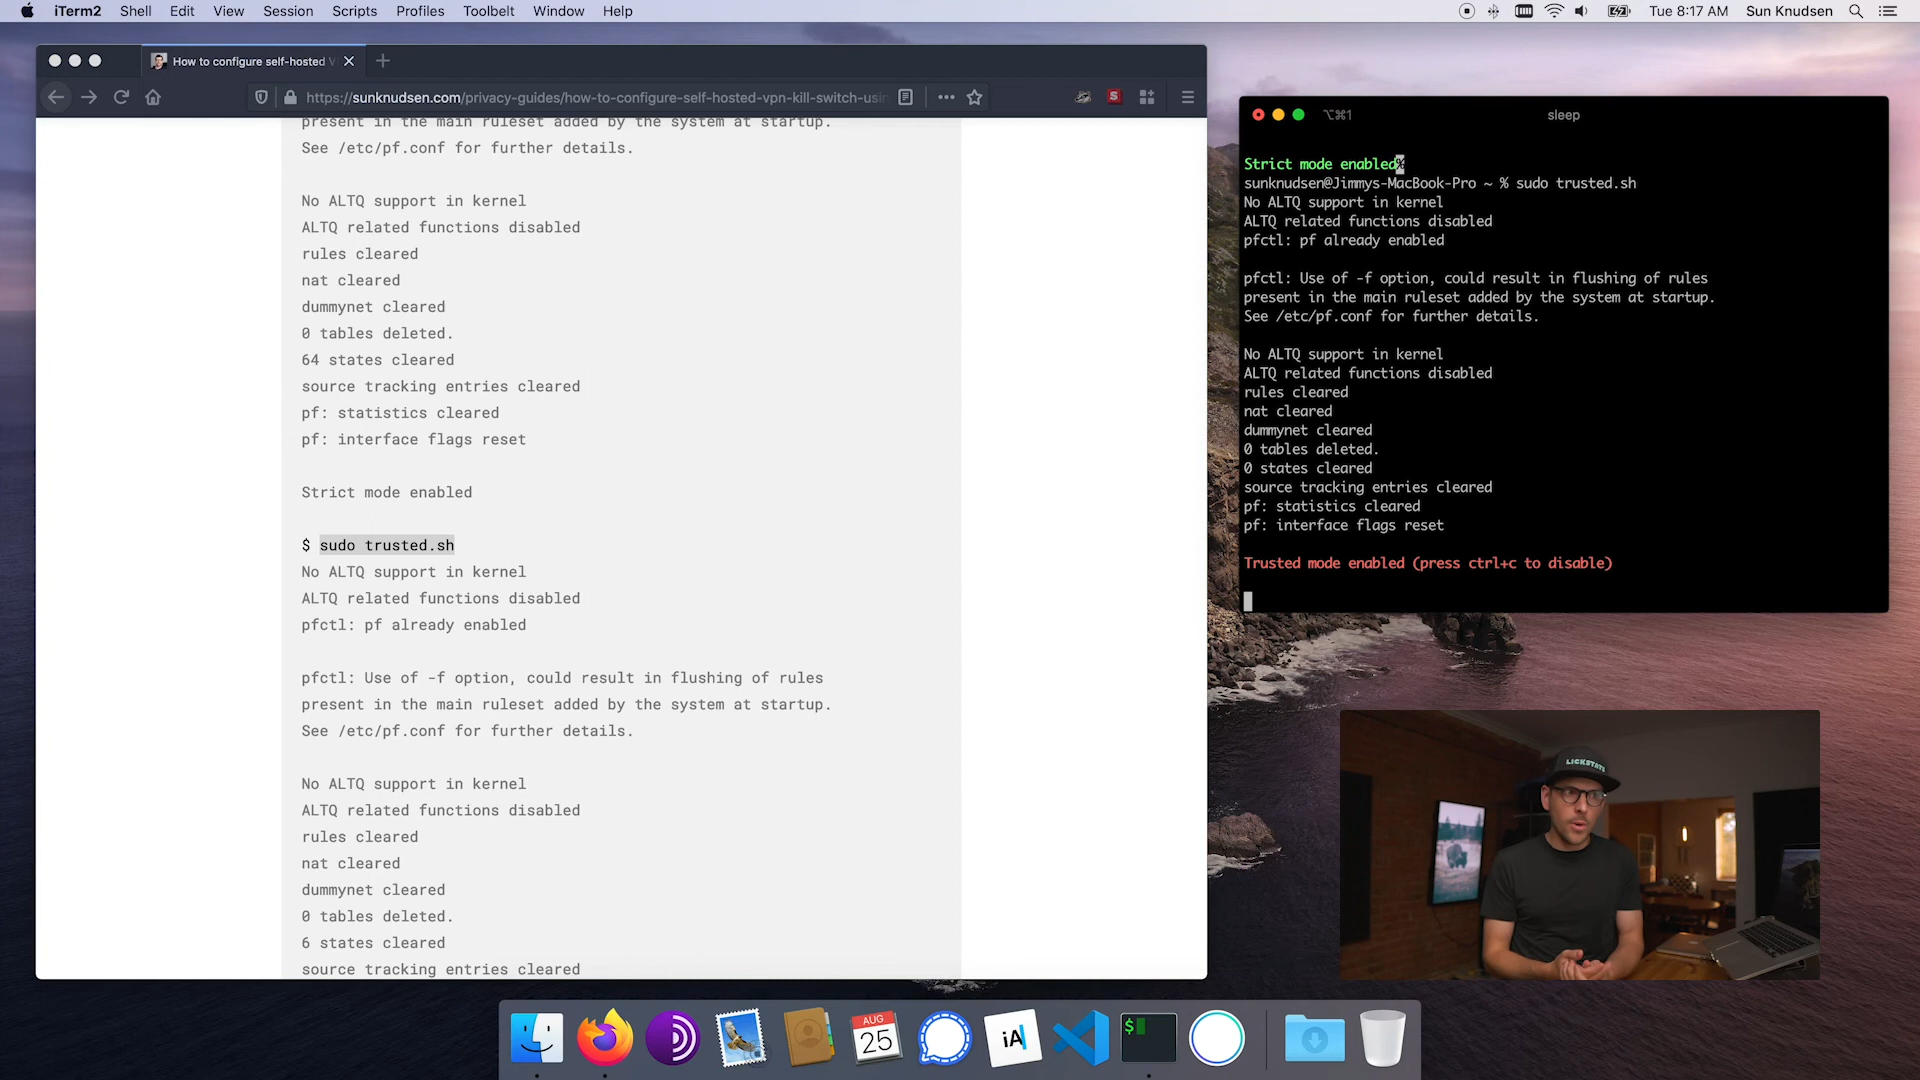 iTerm2 Shell Edit View Session Scripts Profiles Toolbelt Window Help
Tue 8:17 AM Sun Knudsen
How to configure self-hosted V
https://sunknudsen.com/privacy-guides/how-to-configure-self-hosted-vpn-kill-switch-usin
present in the main ruleset added by the system at startup.
See /etc/pf.conf for further details.
No ALTQ support in kernel
ALTQ related functions disabled
rules cleared
nat cleared
dummynet cleared
0 tables deleted.
64 states cleared
source tracking entries cleared
pf: statistics cleared
pf: interface flags reset
Strict mode enabled
$ sudo trusted.sh
No ALTQ support in kernel
ALTQ related functions disabled
pfctl: pf already enabled
pfctl: Use of -f option, could result in flushing of rules
present in the main ruleset added by the system at startup.
See /etc/pf.conf for further details.
No ALTQ support in kernel
ALTQ related functions disabled
rules cleared
nat cleared
dummynet cleared
0 tables deleted.
6 states cleared
source tracking entries cleared
⌥⌘1 sleep
Strict mode enabled%
sunknudsen@Jimmys-MacBook-Pro ~ % sudo trusted.sh
No ALTQ support in kernel
ALTQ related functions disabled
pfctl: pf already enabled
pfctl: Use of -f option, could result in flushing of rules
present in the main ruleset added by the system at startup.
See /etc/pf.conf for further details.
No ALTQ support in kernel
ALTQ related functions disabled
rules cleared
nat cleared
dummynet cleared
0 tables deleted.
0 states cleared
source tracking entries cleared
pf: statistics cleared
pf: interface flags reset
Trusted mode enabled (press ctrl+c to disable)
LICKSTATS
AUG
25
iA
$